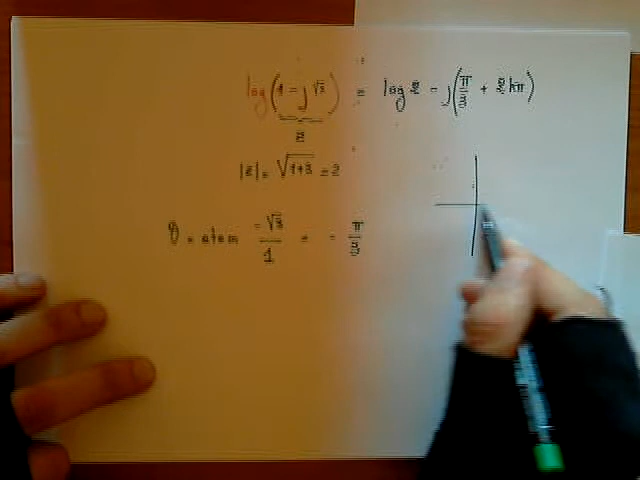 log(1 - j√3) = log 2 - j(π/3 + 2kπ)
z
|z| = √1+3 = 2
θ = atan -√3/1 = - π/3